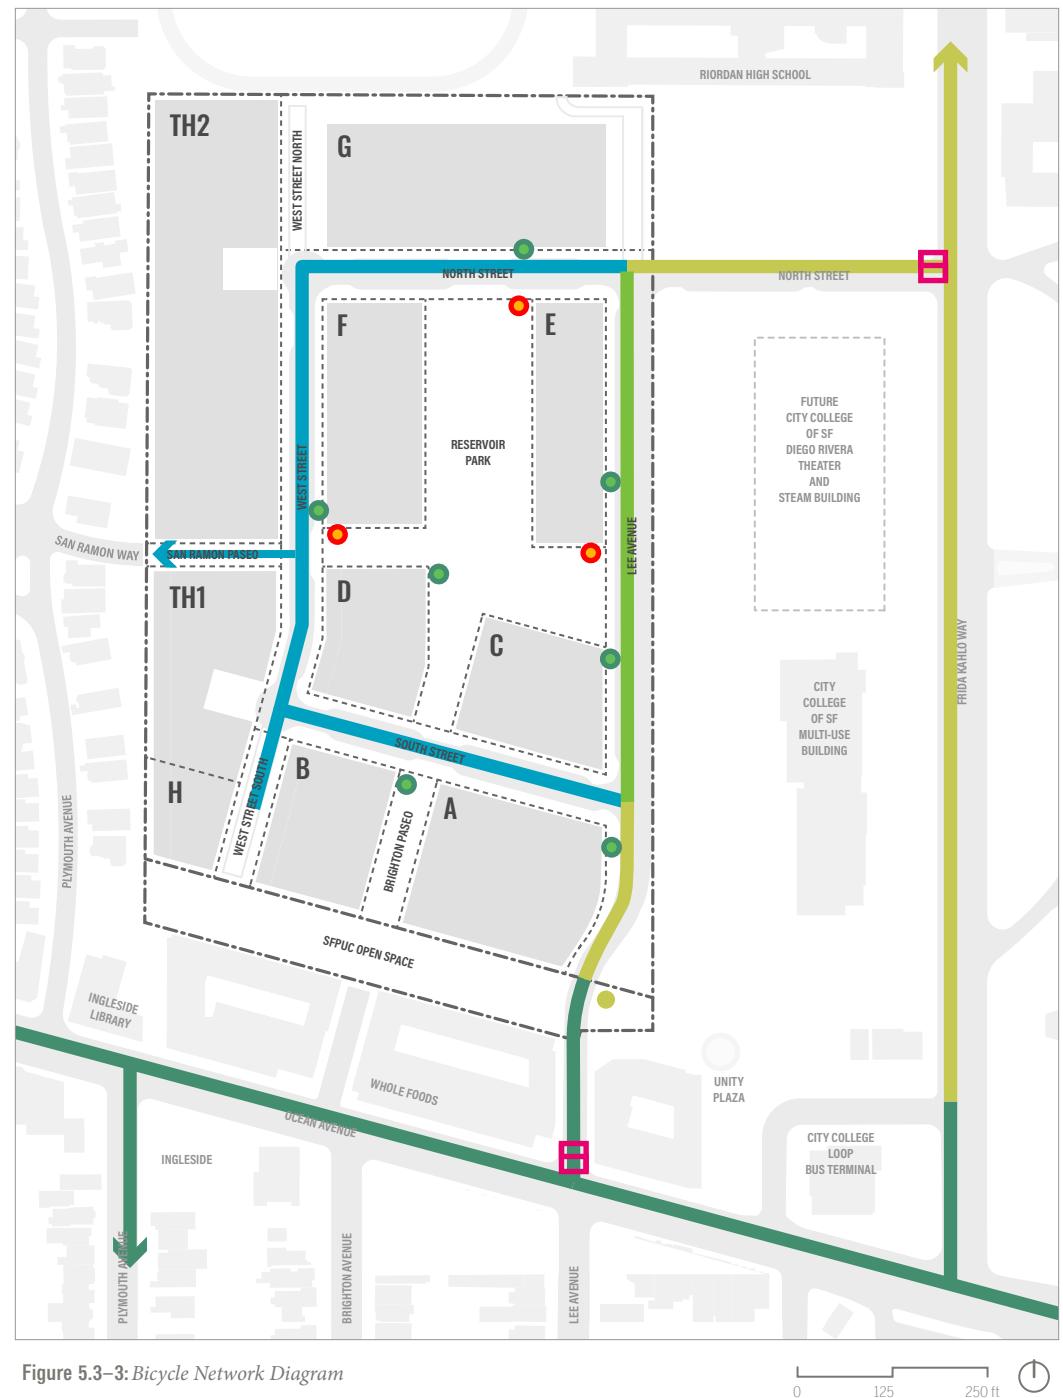 RIORDAN HIGH SCHOOL
TH2
G
WEST STREET NORTH
NORTH STREET
NORTH STREET
F
E
FUTURE
CITY COLLEGE
OF SF
DIEGO RIVERA
THEATER
AND
STEAM BUILDING
RESERVOIR
PARK
WEST STREET
LEE AVENUE
SAN RAMON WAY
SAN RAMON PASEO
TH1
D
C
FRIDA KAHLO WAY
CITY
COLLEGE
OF SF
MULTI-USE
BUILDING
SOUTH STREET
B
H
A
WEST STREET SOUTH
BRIGHTON PASEO
PLYMOUTH AVENUE
SFPUC OPEN SPACE
INGLESIDE
LIBRARY
WHOLE FOODS
UNITY
PLAZA
OCEAN AVENUE
CITY COLLEGE
LOOP
BUS TERMINAL
INGLESIDE
PLYMOUTH AVENUE
BRIGHTON AVENUE
LEE AVENUE
Figure 5.3–3: Bicycle Network Diagram
0 125 250 ft